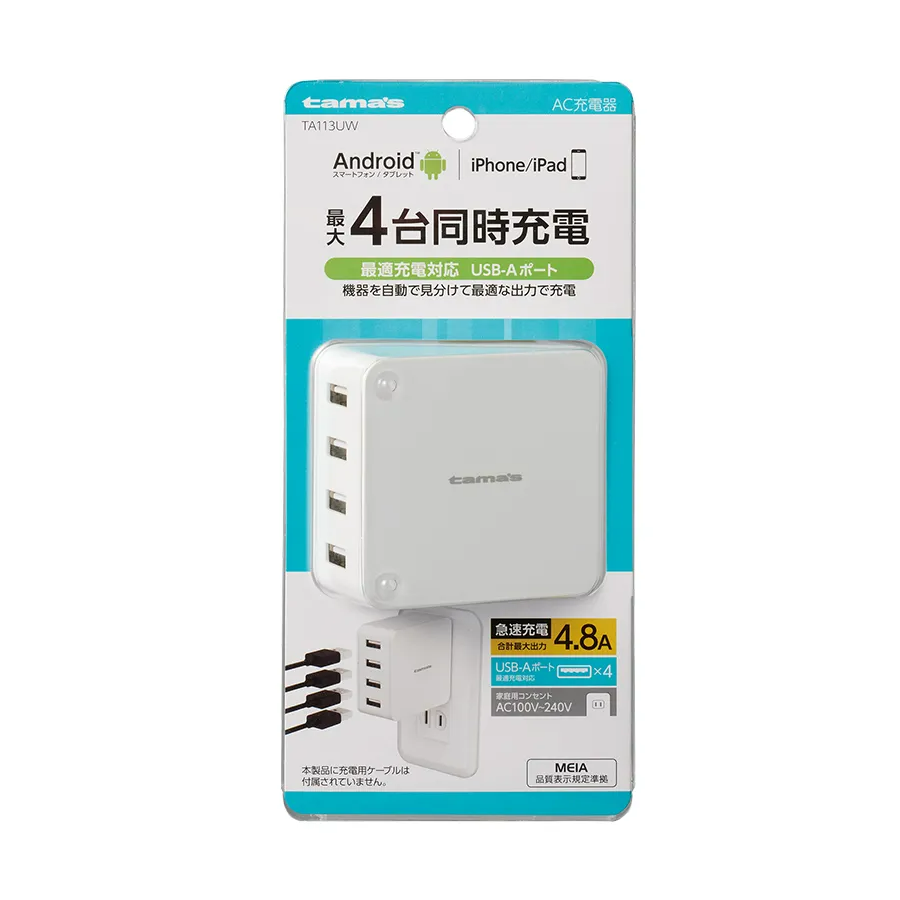 tama's
AC充電器
TA113UW
Android™
スマートフォン / タブレット
iPhone/iPad
最大4台同時充電
最適充電対応 USB-Aポート
機器を自動で見分けて最適な出力で充電
tama's
急速充電
合計最大出力
4.8A
USB-Aポート
最適充電対応
×4
家庭用コンセント
AC100V~240V
本製品に充電用ケーブルは
付属されていません。
MEIA
品質表示規定準拠